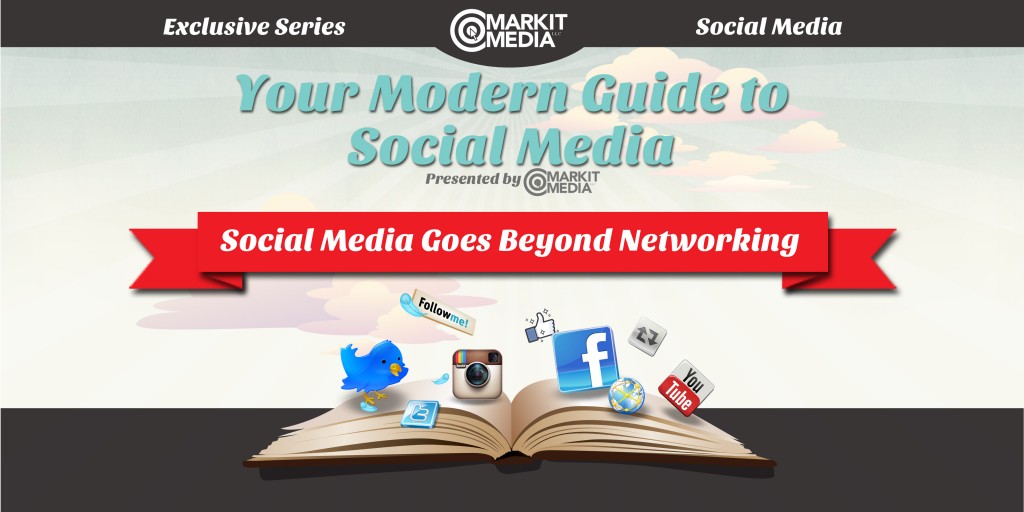 Exclusive Series
MARKIT
MEDIA LLC
Social Media
Your Modern Guide to
Social Media
Presented by MARKIT
MEDIA
Social Media Goes Beyond Networking
Followme!
f
You
Tube
t